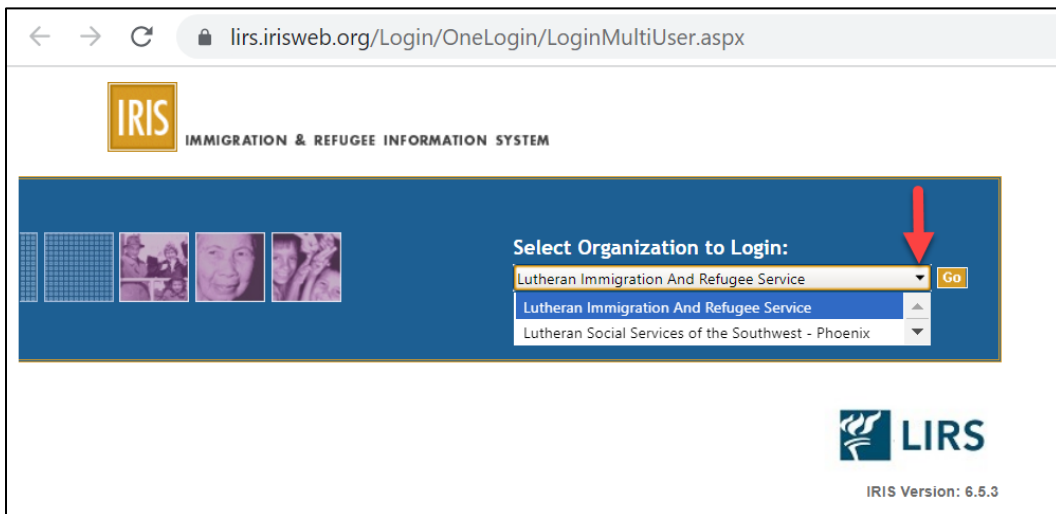 lirs.irisweb.org/Login/OneLogin/LoginMultiUser.aspx
IRIS
IMMIGRATION & REFUGEE INFORMATION SYSTEM
Select Organization to Login:
Lutheran Immigration And Refugee Service
Go
Lutheran Immigration And Refugee Service
Lutheran Social Services of the Southwest - Phoenix
LIRS
IRIS Version: 6.5.3